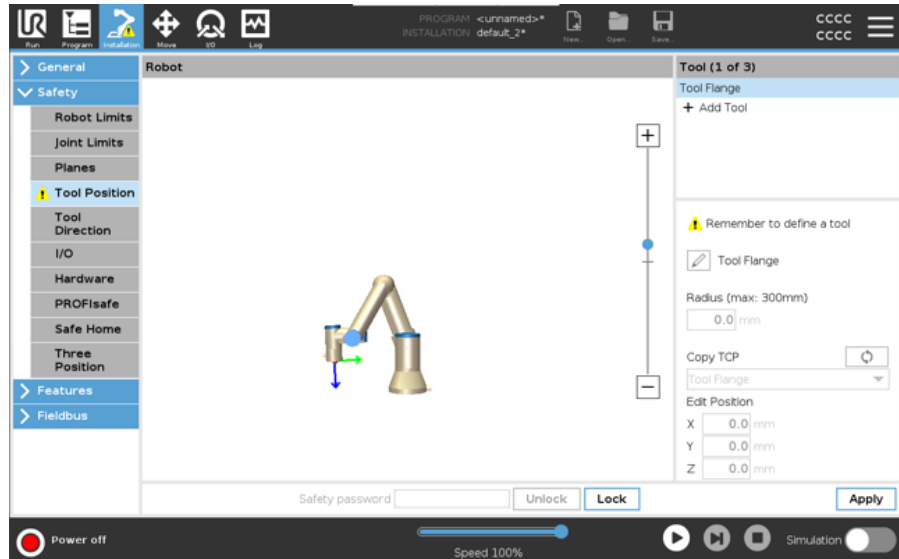 PROGRAM <unnamed>*
INSTALLATION default_2*
CCCC
CCCC
UR
Run
Program
Installation
Move
I/O
Log
New...
Open...
Save...
General
Safety
Robot Limits
Joint Limits
Planes
Tool Position
Tool
Direction
I/O
Hardware
PROFIsafe
Safe Home
Three
Position
Features
Fieldbus
Robot
Tool (1 of 3)
Tool Flange
+ Add Tool
Remember to define a tool
Tool Flange
Radius (max: 300mm)
0.0 mm
Copy TCP
Tool Flange
Edit Position
X 0.0 mm
Y 0.0 mm
Z 0.0 mm
Safety password
Unlock
Lock
Apply
Power off
Speed 100%
Simulation